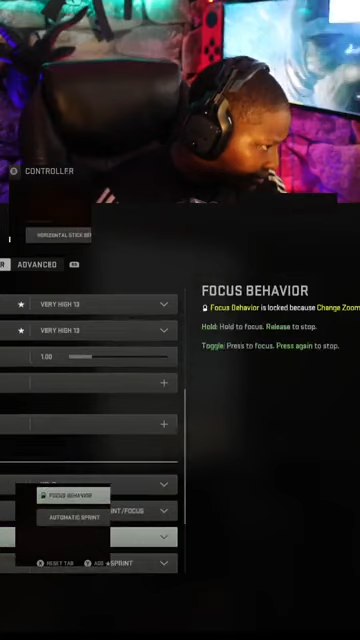 CONTROLLER
HORIZONTAL STICK SEN
R ADVANCED R3
FOCUS BEHAVIOR
Focus Behavior is locked because Change Zoom
Hold: Hold to focus. Release to stop.
Toggle: Press to focus. Press again to stop.
VERY HIGH 13
VERY HIGH 13
1.00
FOCUS BEHAVIOR
AUTOMATIC SPRINT
INT/FOCUS
X RESET TAB Y ADD
SPRINT